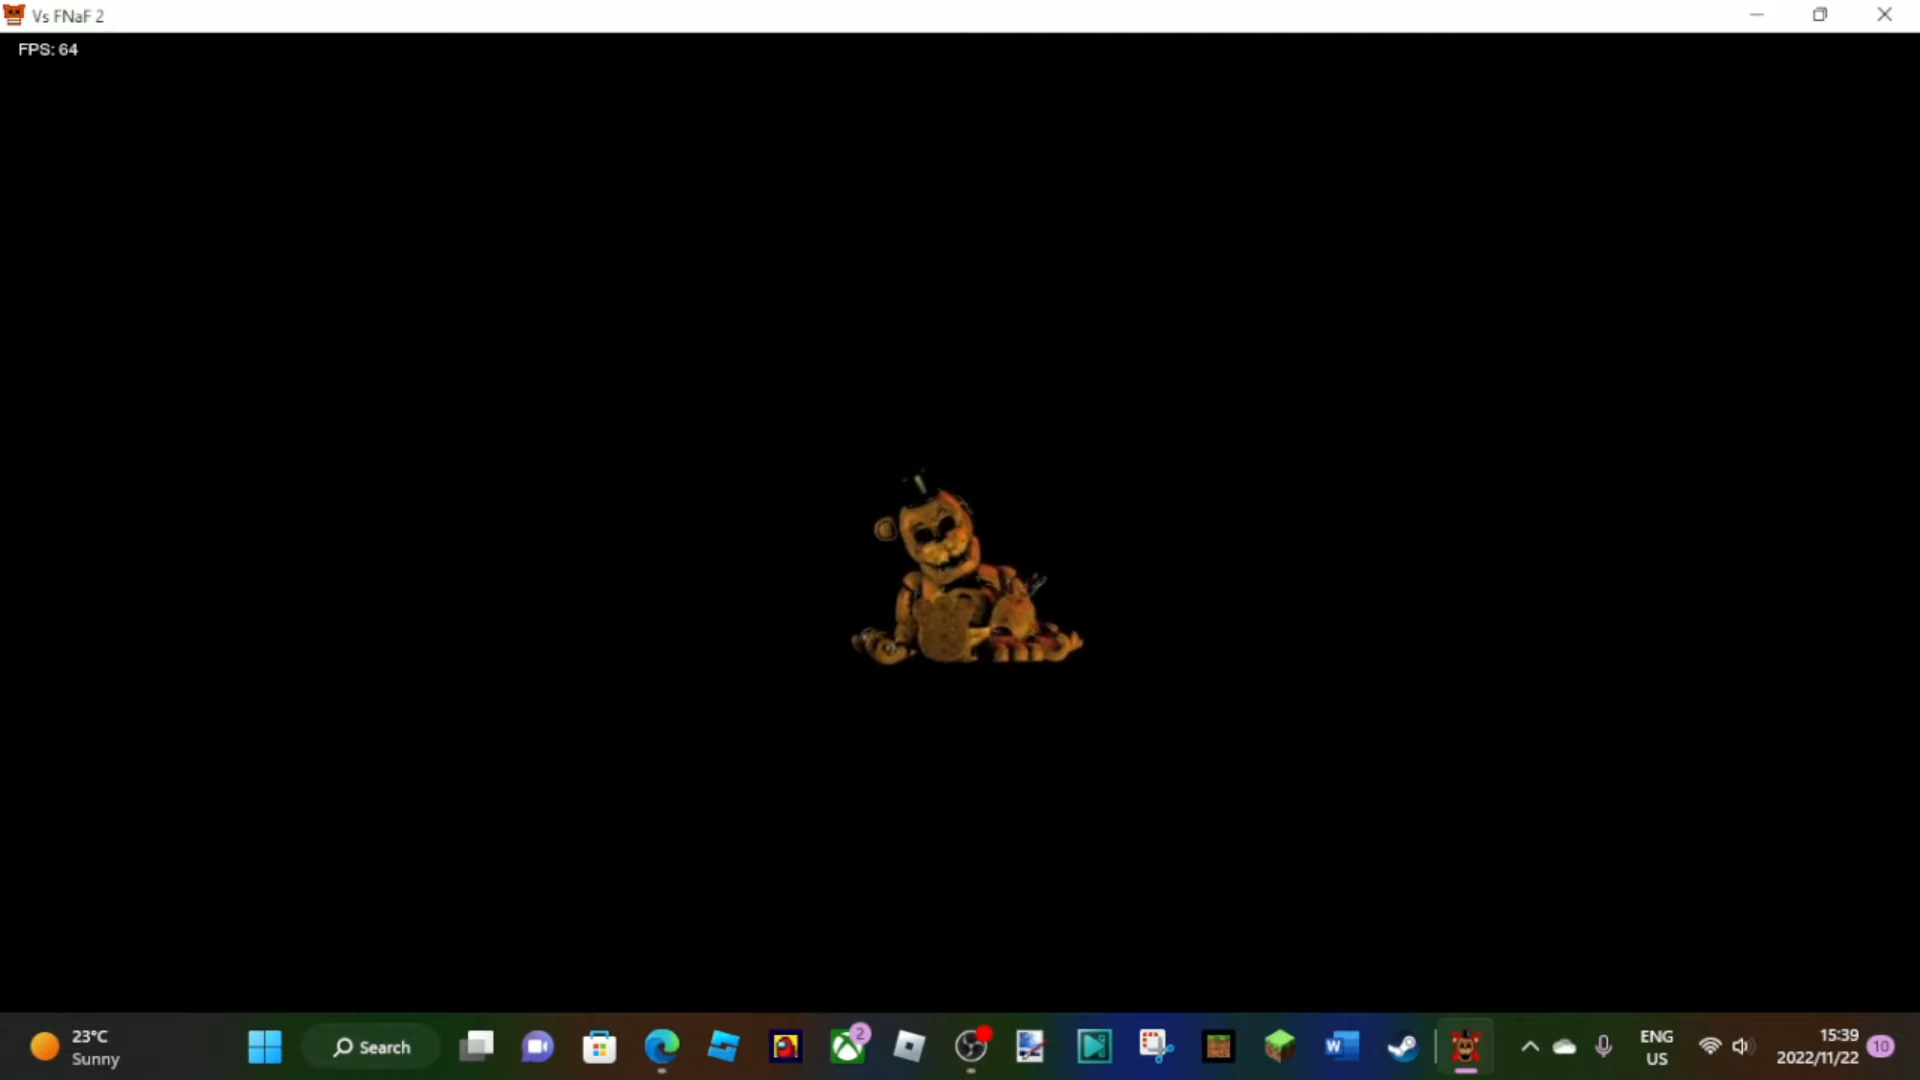 Vs FNaF 2
FPS: 64
23°C
Sunny
Search
2
W
ENG
US
15:39
2022/11/22
10